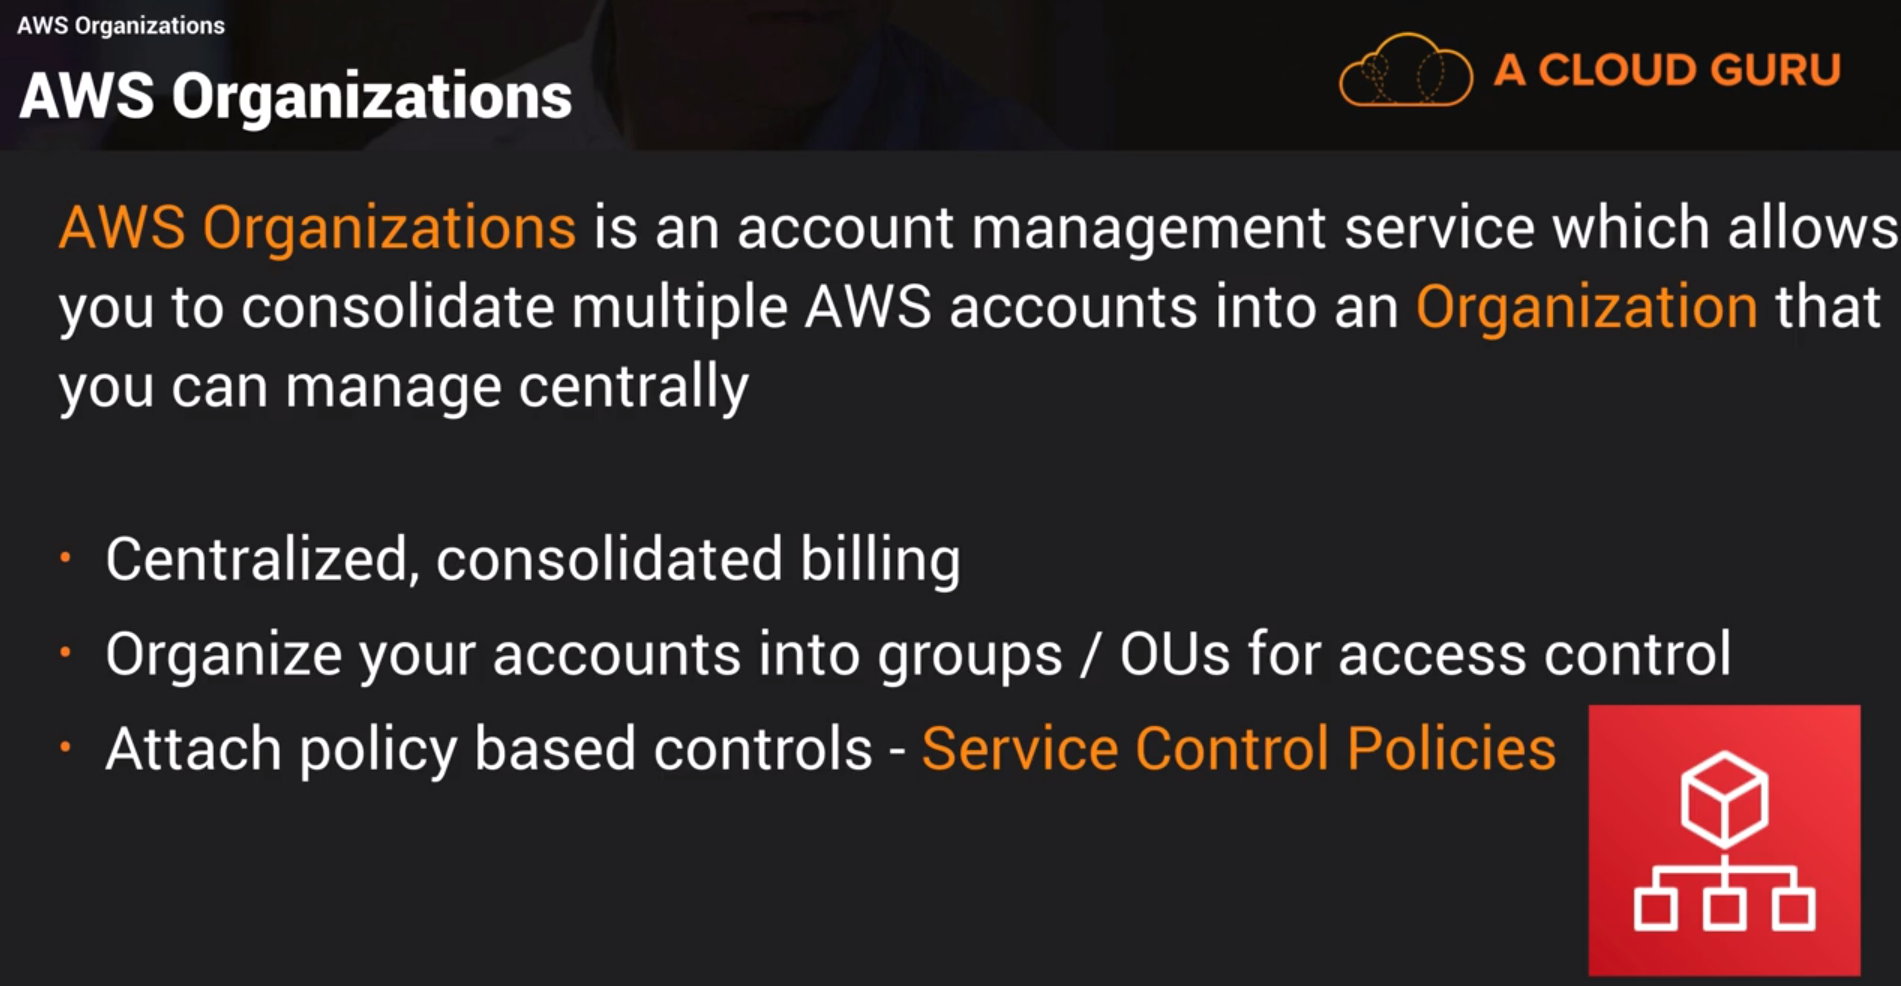 AWS Organizations
AWS Organizations
A CLOUD GURU
AWS Organizations is an account management service which allows
you to consolidate multiple AWS accounts into an Organization that
you can manage centrally
• Centralized, consolidated billing
• Organize your accounts into groups / OUs for access control
• Attach policy based controls - Service Control Policies